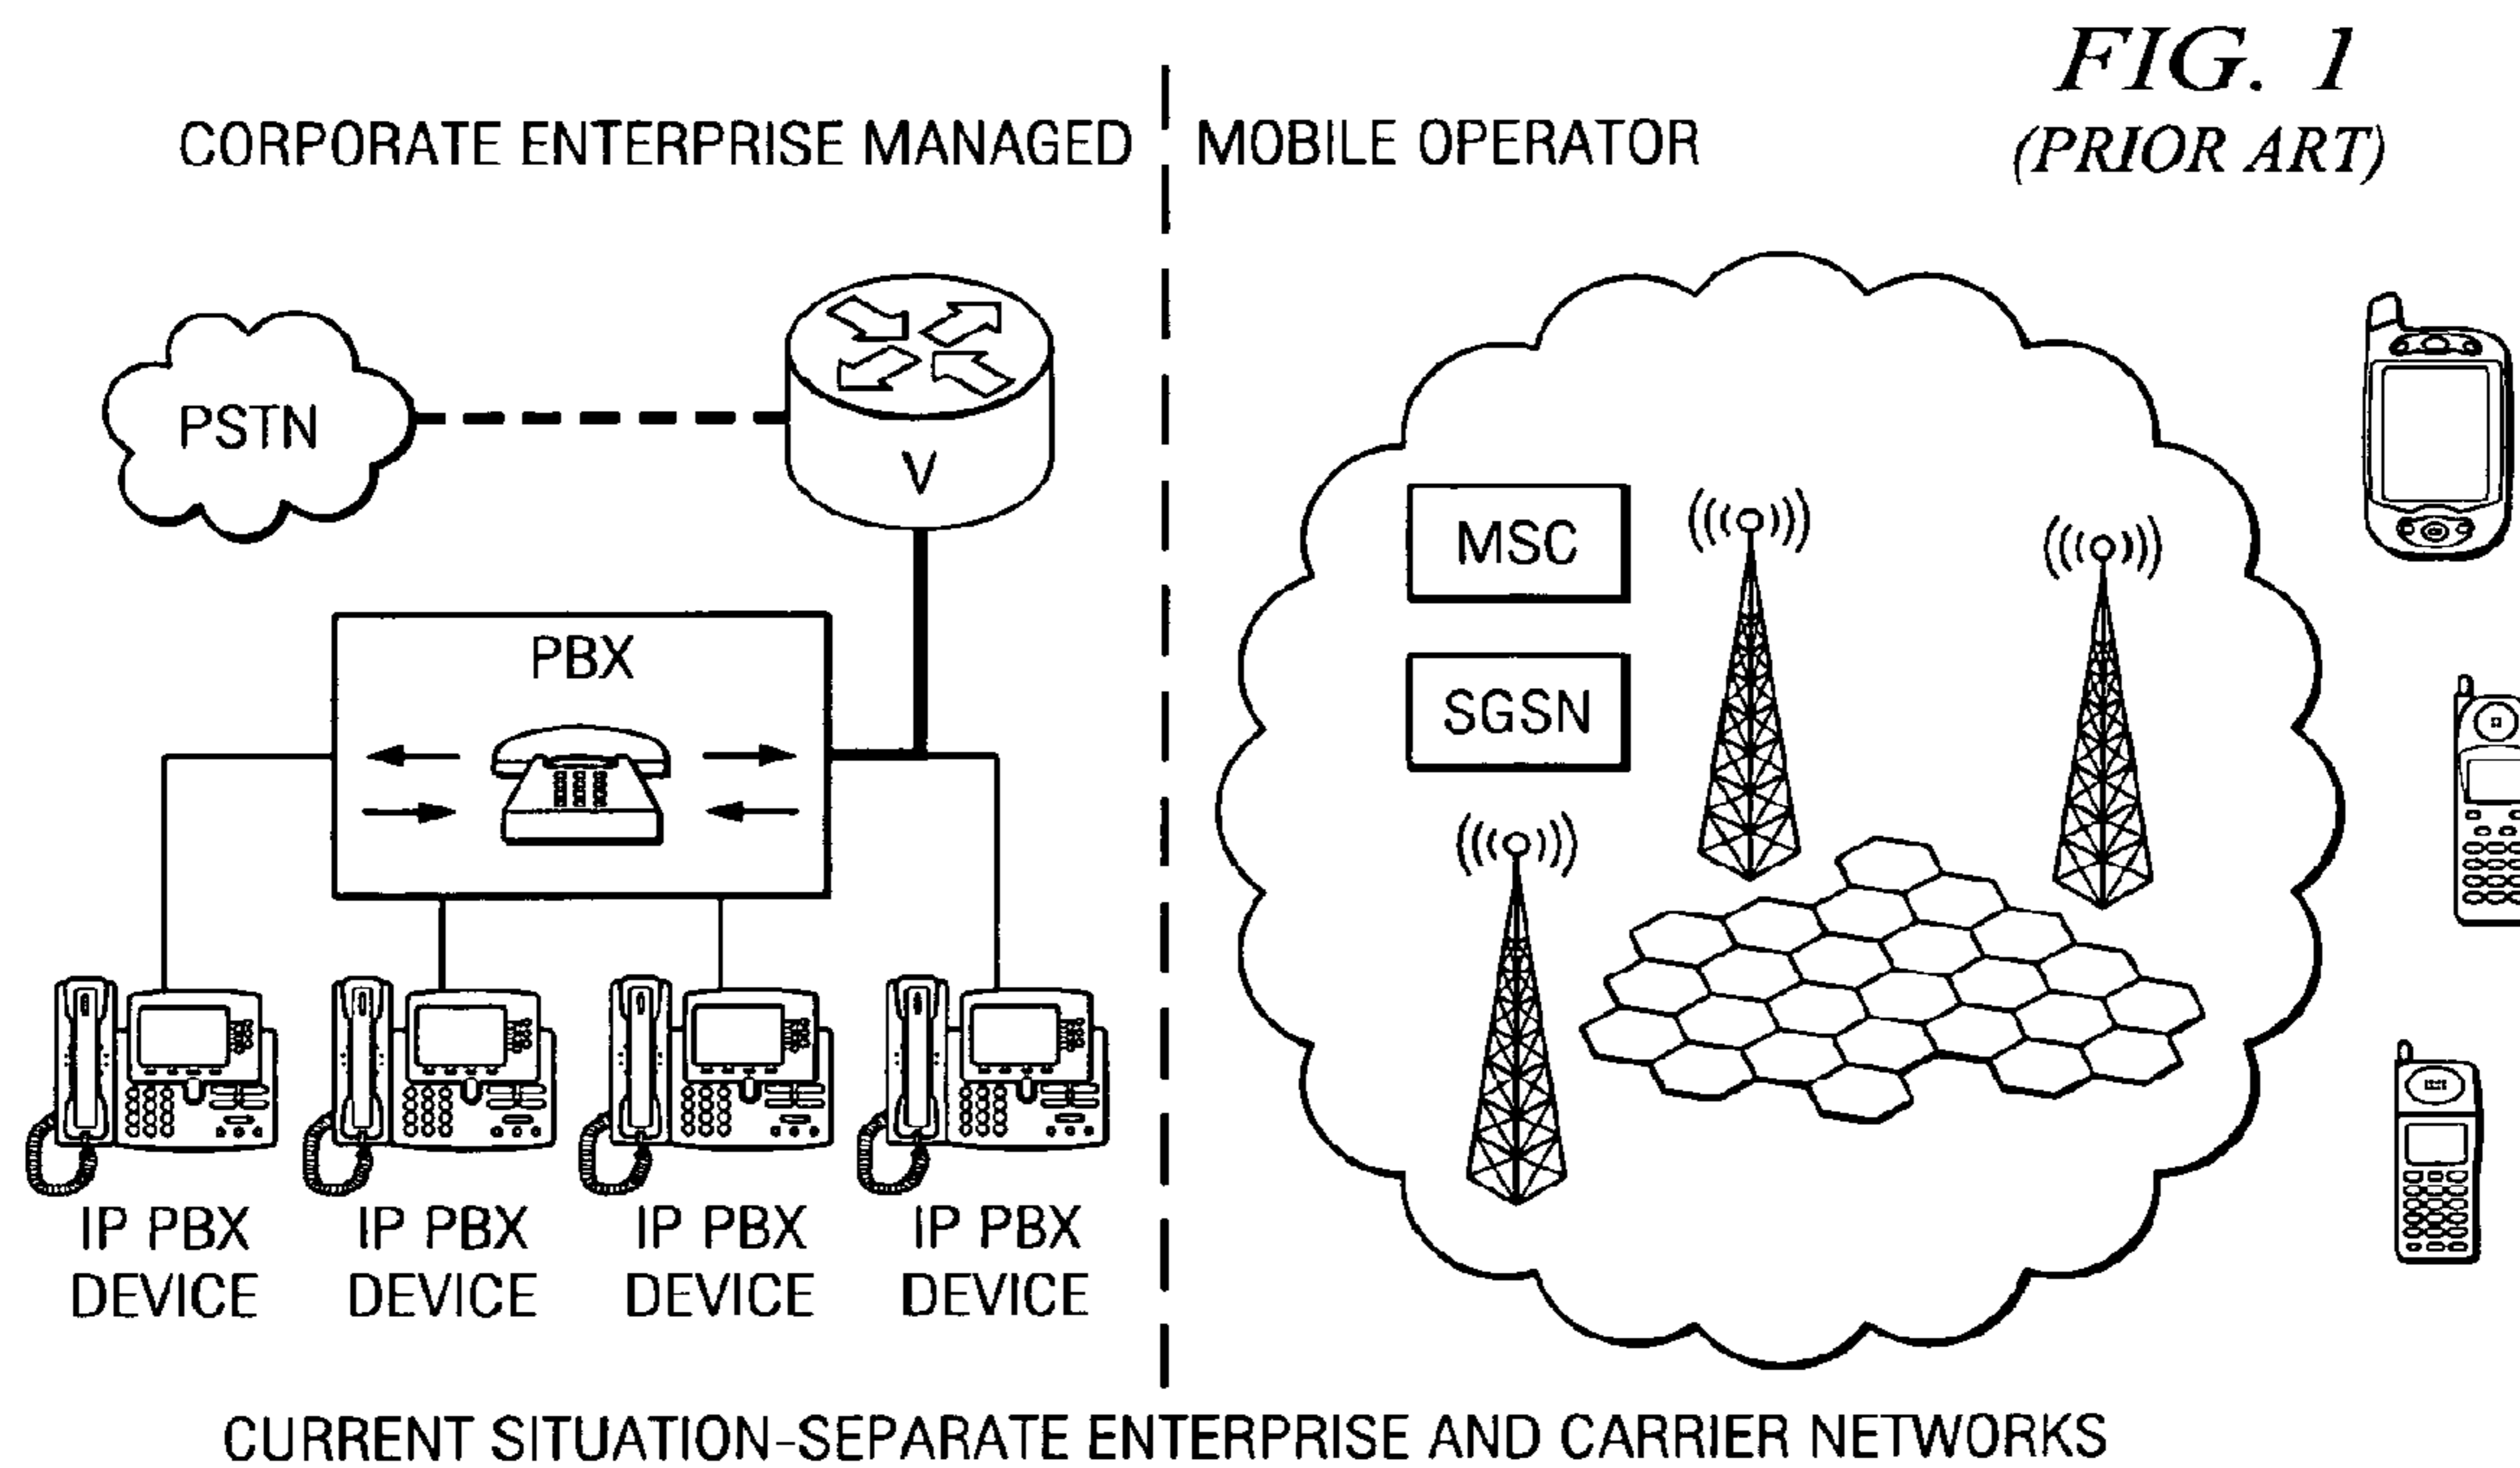 FIG. 1
(PRIOR ART)
CORPORATE ENTERPRISE MANAGED
MOBILE OPERATOR
PSTN
V
MSC
PBX
SGSN
IP PBX
DEVICE
IP PBX
DEVICE
IP PBX
DEVICE
IP PBX
DEVICE
CURRENT SITUATION-SEPARATE ENTERPRISE AND CARRIER NETWORKS